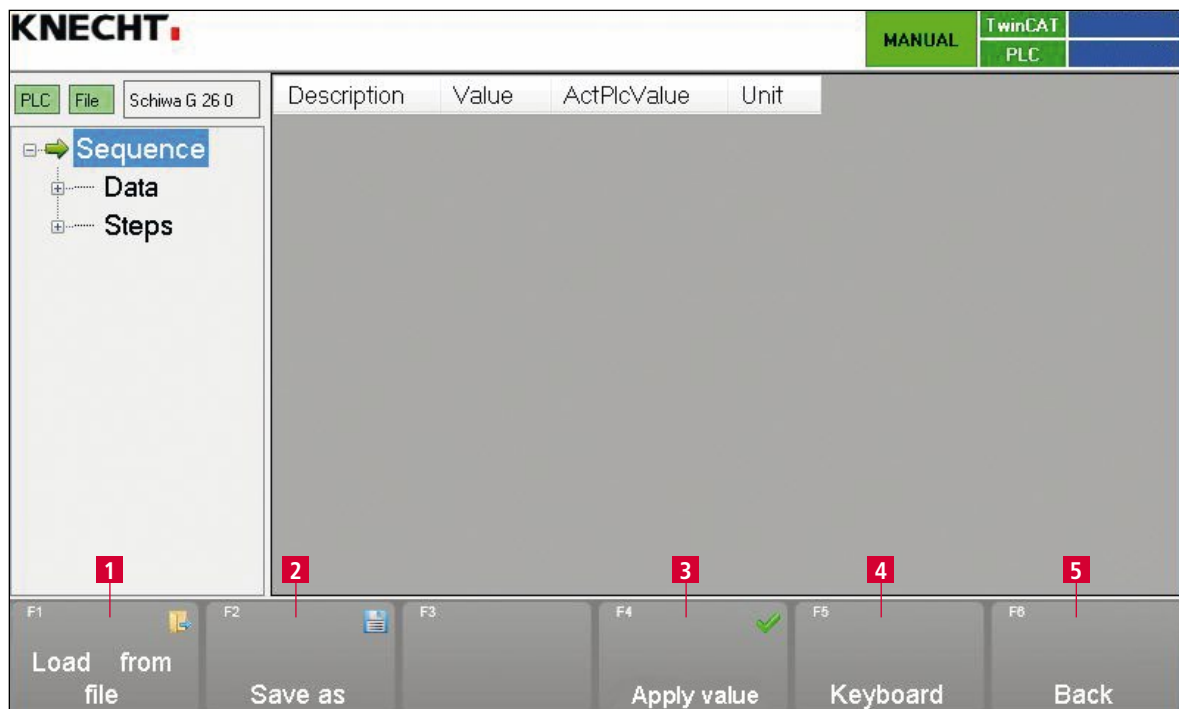 KNECHT
MANUAL
TwinCAT
PLC
PLC File Schiwa G 26 0
Description Value ActPlcValue Unit
Sequence
Data
Steps
1 2 3 4 5
F1 F2 F3 F4 F5 F6
Load from
file
Save as
Apply value
Keyboard
Back